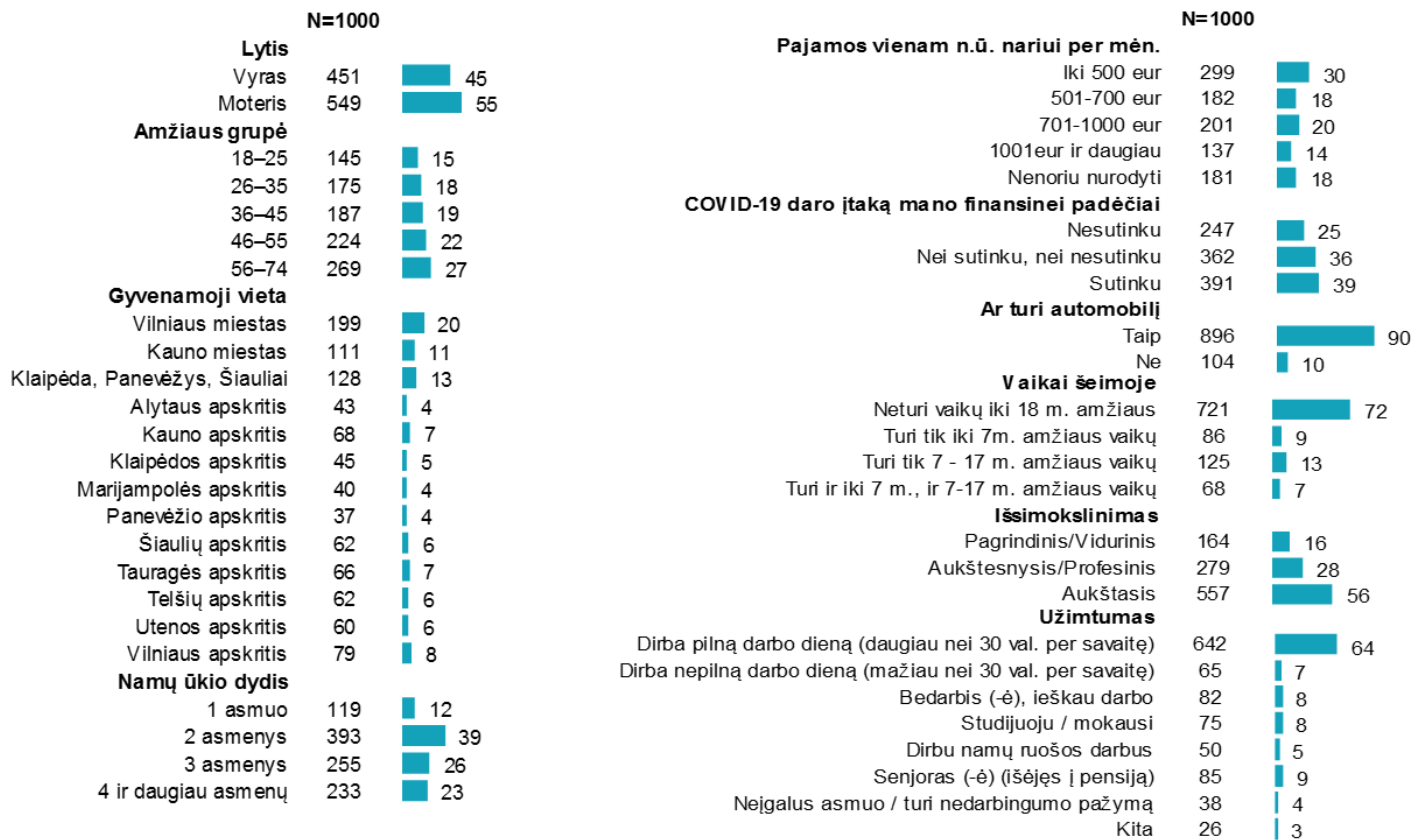 N=1000
Lytis
Vyras 451 45
Moteris 549 55
Amžiaus grupė
18–25 145 15
26–35 175 18
36–45 187 19
46–55 224 22
56–74 269 27
Gyvenamoji vieta
Vilniaus miestas 199 20
Kauno miestas 111 11
Klaipėda, Panevėžys, Šiauliai 128 13
Alytaus apskritis 43 4
Kauno apskritis 68 7
Klaipėdos apskritis 45 5
Marijampolės apskritis 40 4
Panevėžio apskritis 37 4
Šiaulių apskritis 62 6
Tauragės apskritis 66 7
Telšių apskritis 62 6
Utenos apskritis 60 6
Vilniaus apskritis 79 8
Namų ūkio dydis
1 asmuo 119 12
2 asmenys 393 39
3 asmenys 255 26
4 ir daugiau asmenų 233 23
N=1000
Pajamos vienam n.ū. nariui per mėn.
Iki 500 eur 299 30
501-700 eur 182 18
701-1000 eur 201 20
1001eur ir daugiau 137 14
Nenoriu nurodyti 181 18
COVID-19 daro įtaką mano finansinei padėčiai
Nesutinku 247 25
Nei sutinku, nei nesutinku 362 36
Sutinku 391 39
Ar turi automobilį
Taip 896 90
Ne 104 10
Vaikai šeimoje
Neturi vaikų iki 18 m. amžiaus 721 72
Turi tik iki 7m. amžiaus vaikų 86 9
Turi tik 7 - 17 m. amžiaus vaikų 125 13
Turi ir iki 7 m., ir 7-17 m. amžiaus vaikų 68 7
Išsimokslinimas
Pagrindinis/Vidurinis 164 16
Aukštesnysis/Profesinis 279 28
Aukštasis 557 56
Užimtumas
Dirba pilną darbo dieną (daugiau nei 30 val. per savaitę) 642 64
Dirba nepilną darbo dieną (mažiau nei 30 val. per savaitę) 65 7
Bedarbis (-ė), ieškau darbo 82 8
Studijuoju / mokausi 75 8
Dirbu namų ruošos darbus 50 5
Senjoras (-ė) (išėjęs į pensiją) 85 9
Neįgalus asmuo / turi nedarbingumo pažymą 38 4
Kita 26 3